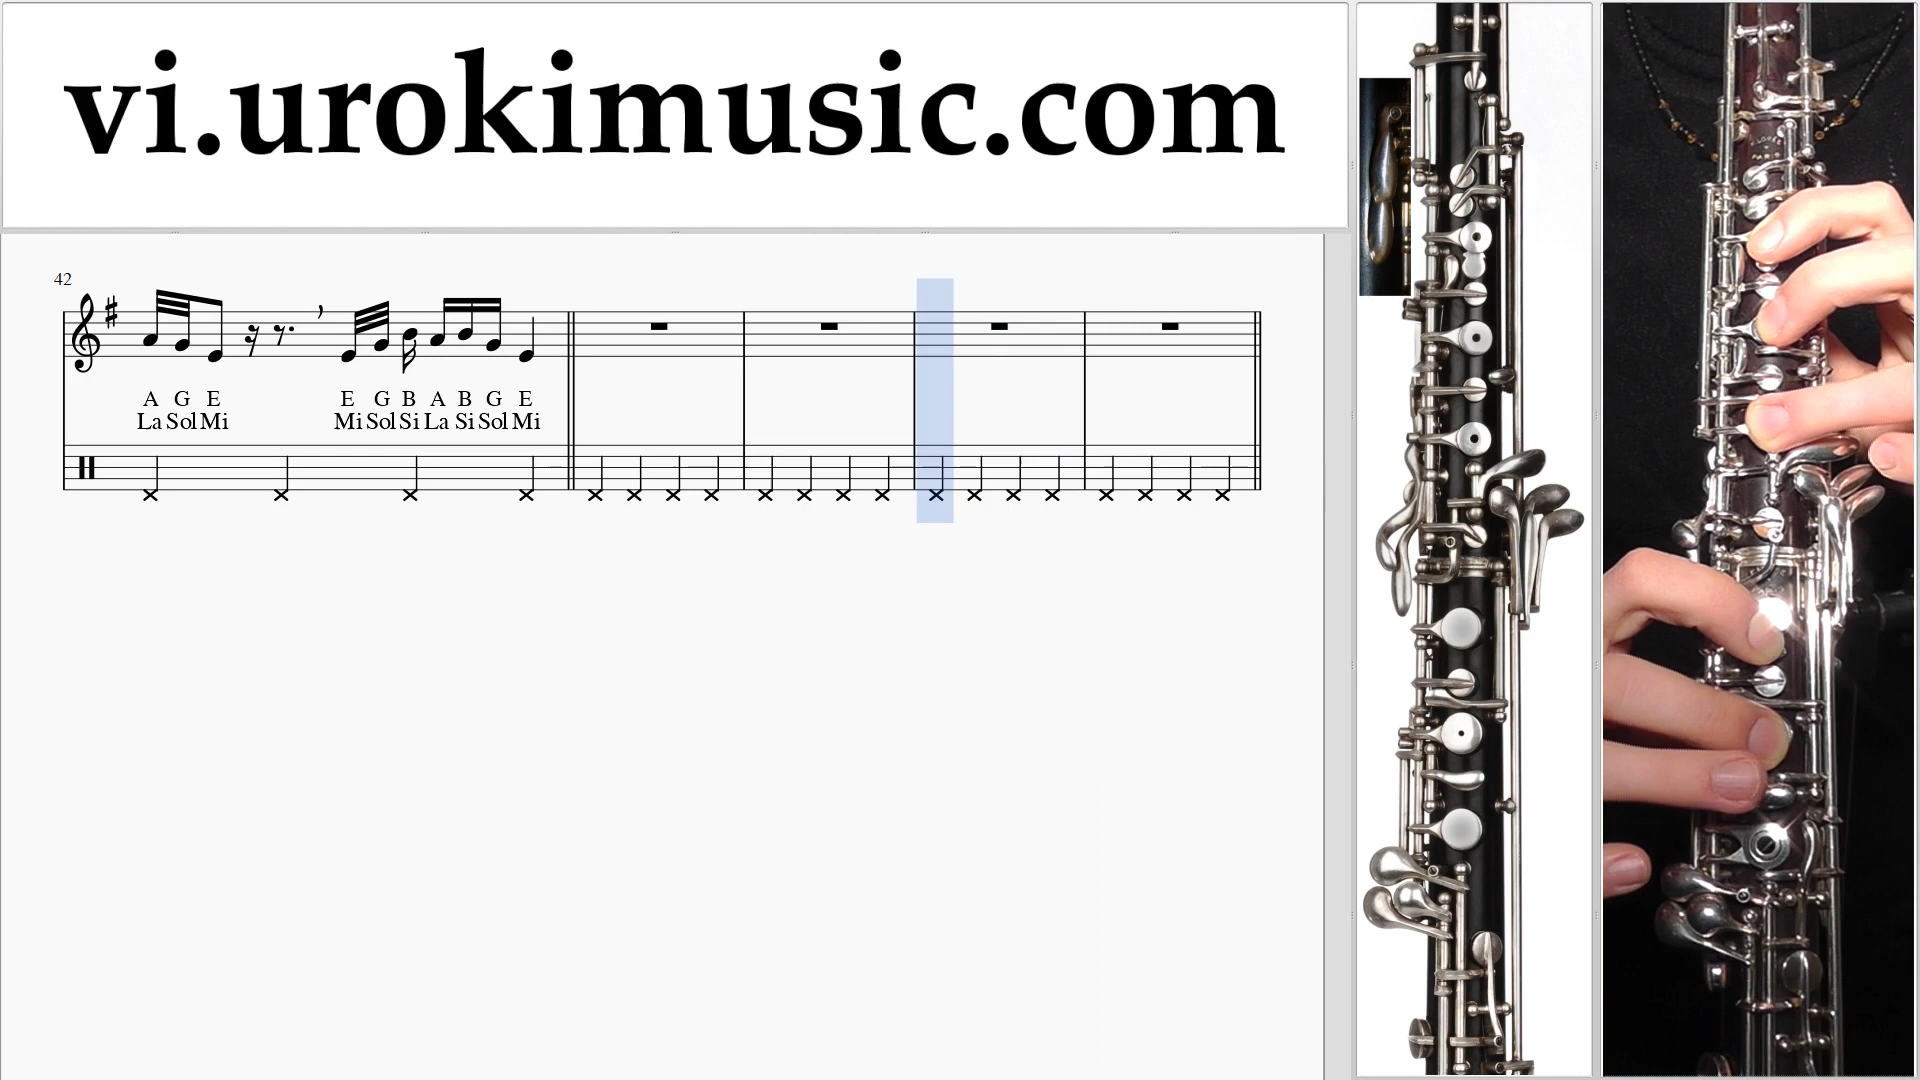 vi.urokimusic.com
42
A G E E G B A B G E
La Sol Mi Mi Sol Si La Si Sol Mi